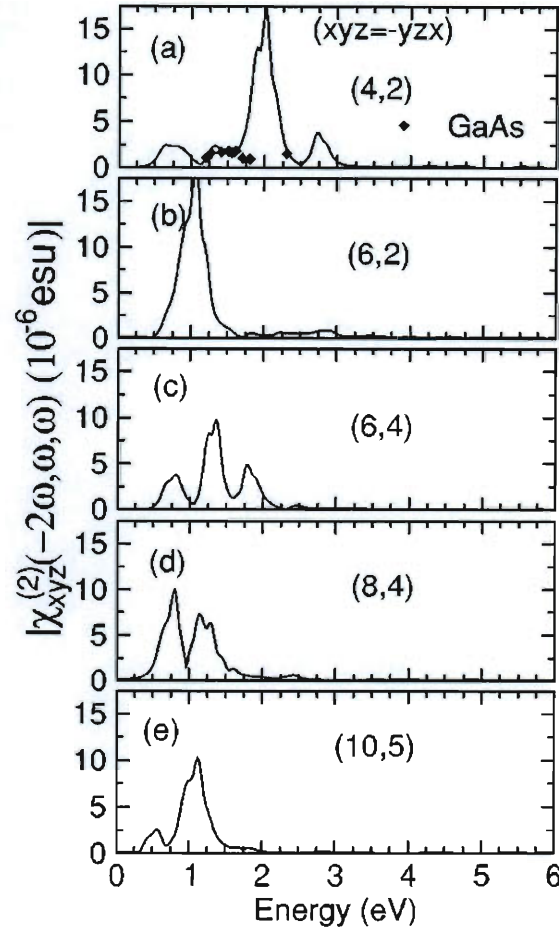 |χ(2)xyz(−2ω,ω,ω) (10-6esu)|
(a)
(xyz=-yzx)
(4,2)
GaAs
15
10
5
0
(b)
(6,2)
15
10
5
0
(c)
(6,4)
15
10
5
0
(d)
(8,4)
15
10
5
0
(e)
(10,5)
15
10
5
0
0 1 2 3 4 5 6
Energy (eV)